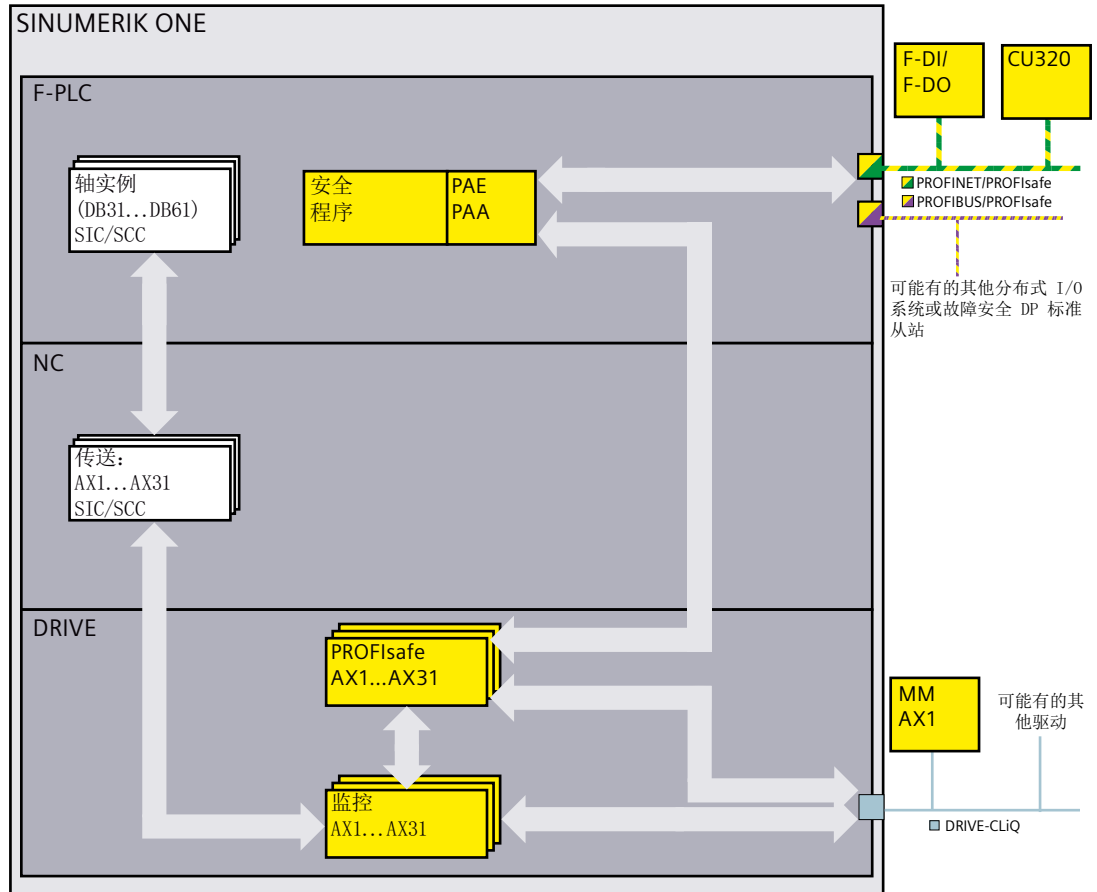 SINUMERIK ONE
F-PLC
轴实例
(DB31...DB61)
SIC/SCC
安全
程序
PAE
PAA
F-DI/
F-DO
CU320
PROFINET/PROFIsafe
PROFIBUS/PROFIsafe
可能有的其他分布式 I/O
系统或故障安全 DP 标准
从站
NC
传送：
AX1...AX31
SIC/SCC
DRIVE
PROFIsafe
AX1...AX31
监控
AX1...AX31
MM
AX1
可能有的其
他驱动
DRIVE-CLiQ